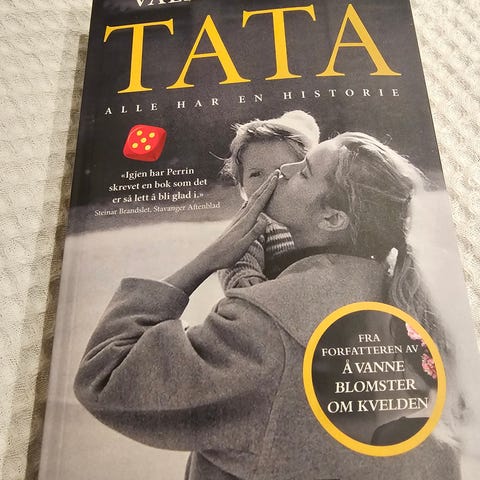 TATA
ALLE HAR EN HISTORIE
«Igjen har Perrin
skrevet en bok som det
er så lett å bli glad i.»
Steinar Brandslet, Stavanger Aftenblad
FRA
FORFATTEREN AV
Å VANNE
BLOMSTER
OM KVELDEN